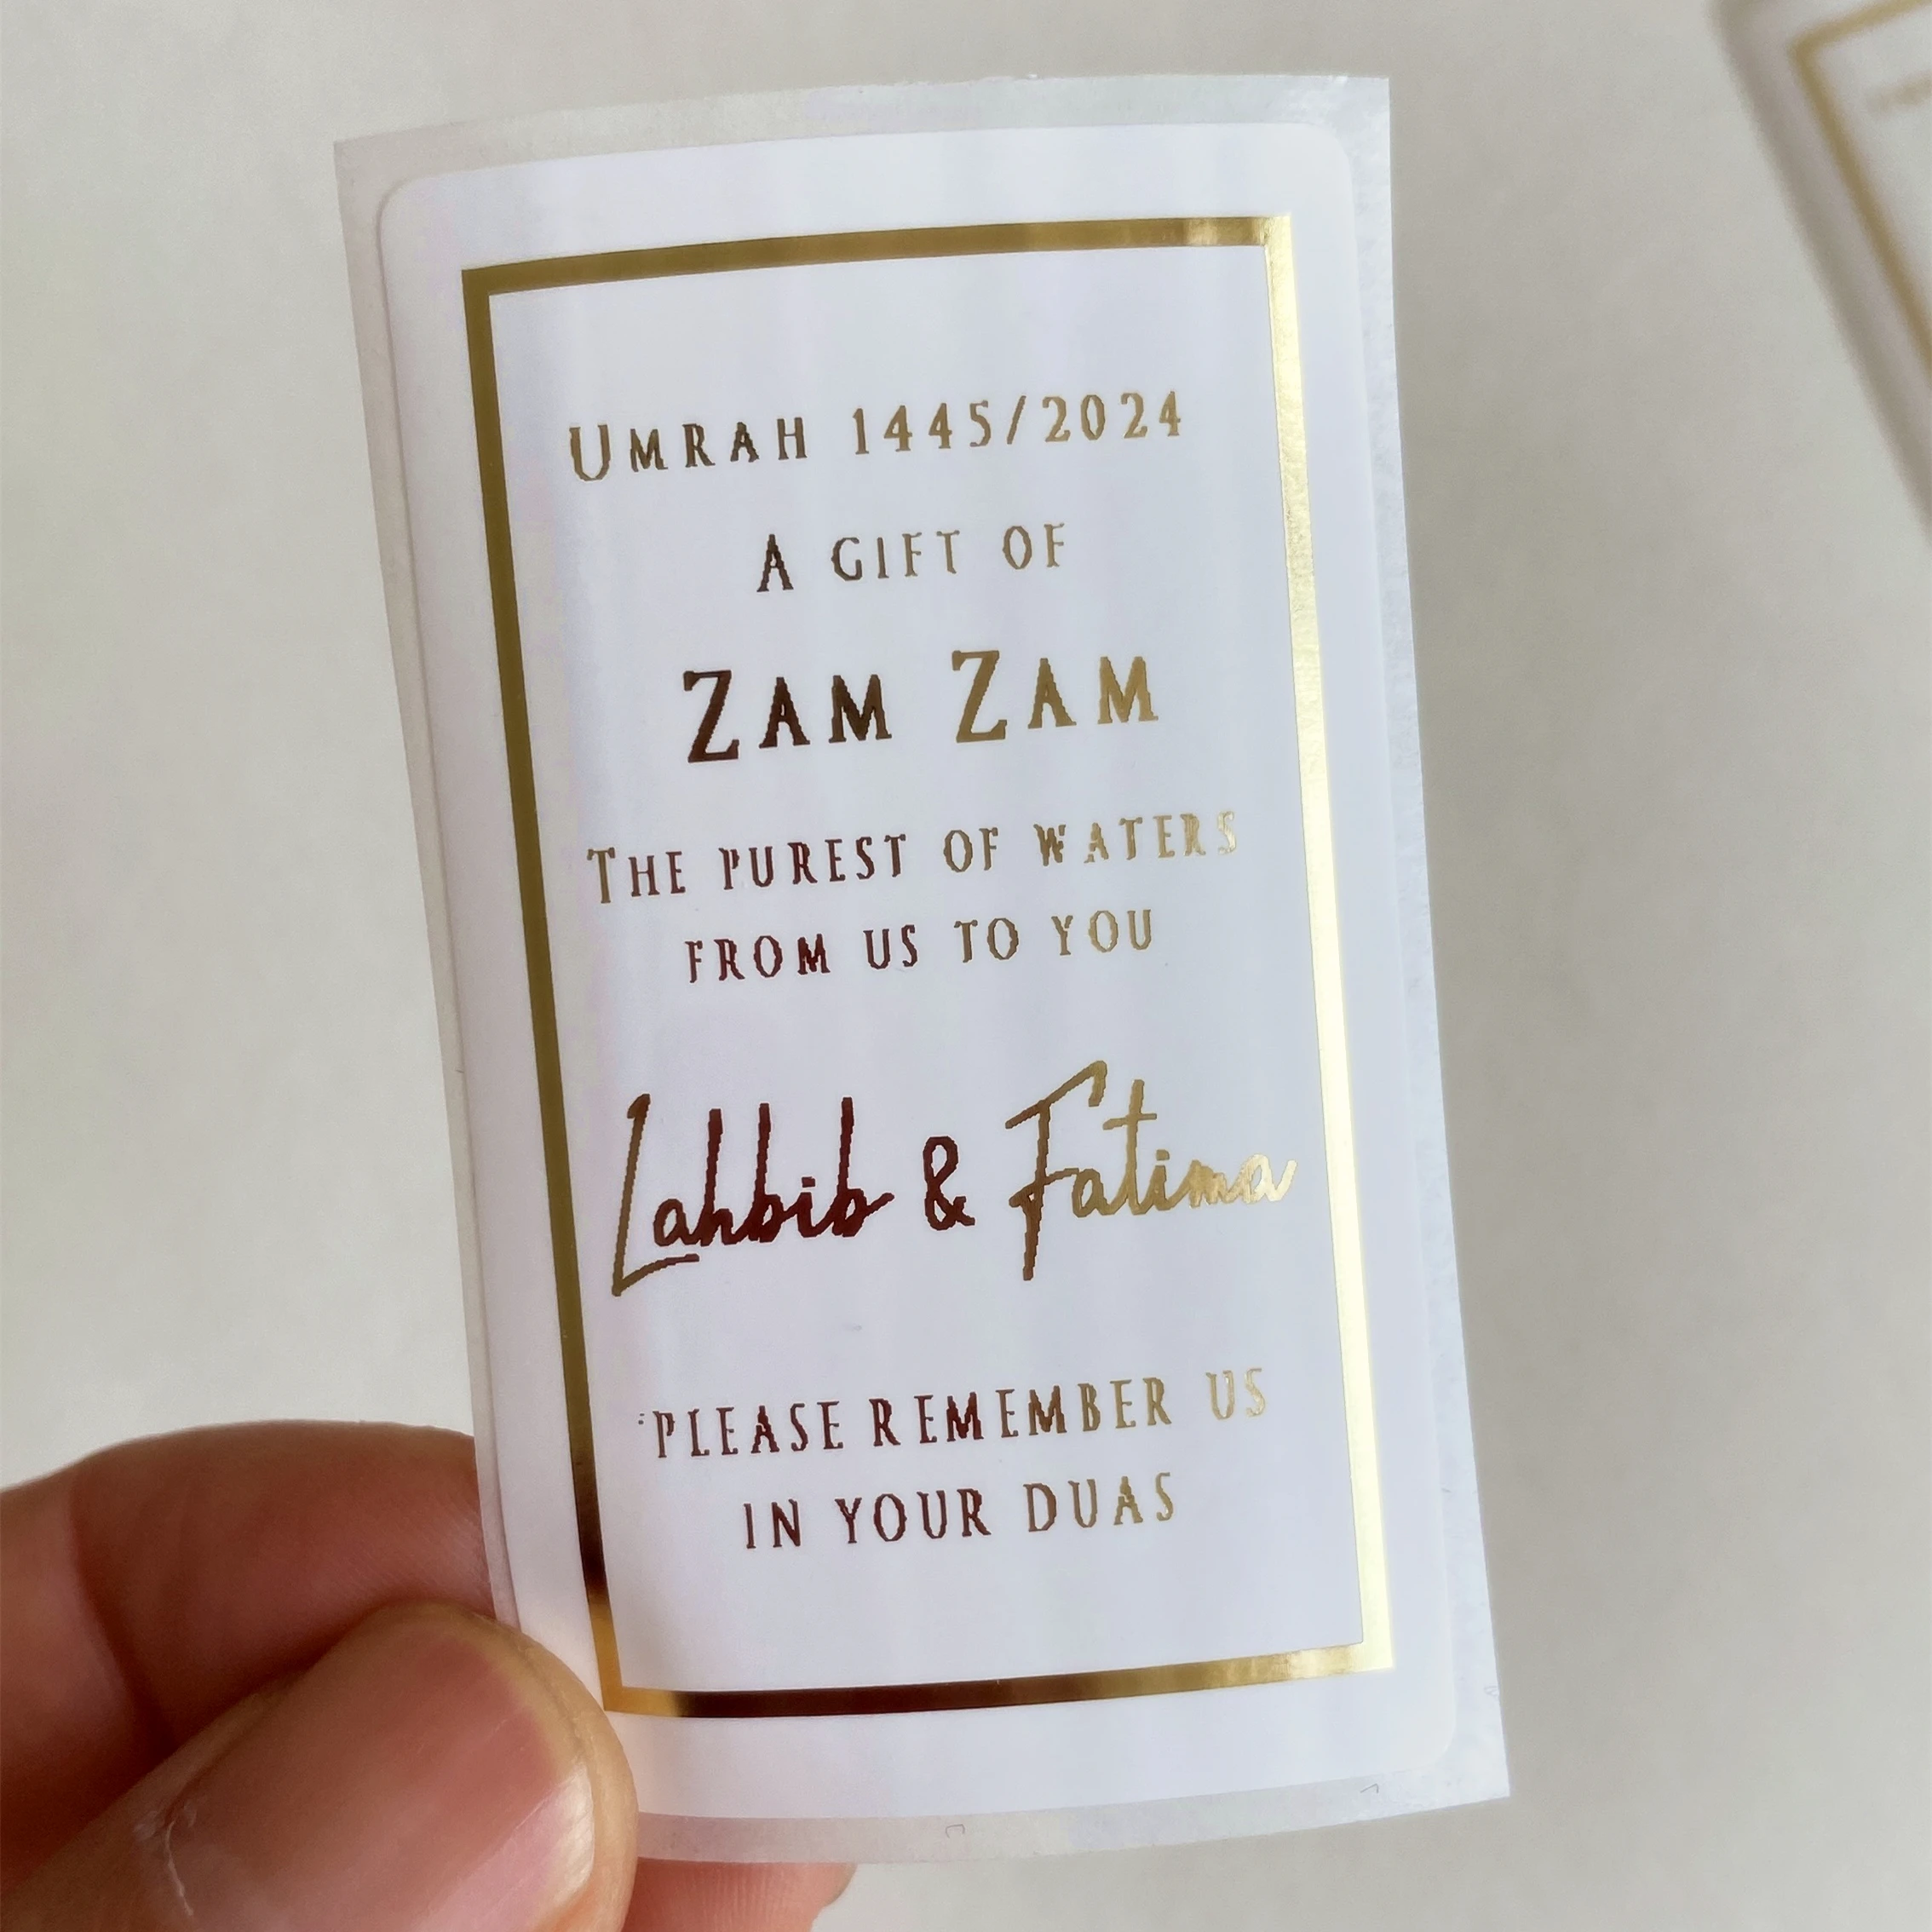 UMRAH 1445/2024
A GIFT OF
ZAM ZAM
THE PUREST OF WATERS
FROM US TO YOU
Lahbib & Fatima
PLEASE REMEMBER US
IN YOUR DUAS